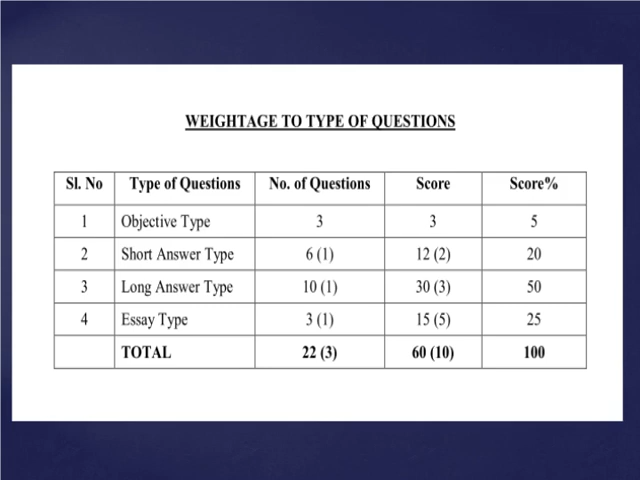 WEIGHTAGE TO TYPE OF QUESTIONS
Sl. No Type of Questions No. of Questions Score Score%
1 Objective Type 3 3 5
2 Short Answer Type 6 (1) 12 (2) 20
3 Long Answer Type 10 (1) 30 (3) 50
4 Essay Type 3 (1) 15 (5) 25
TOTAL 22 (3) 60 (10) 100